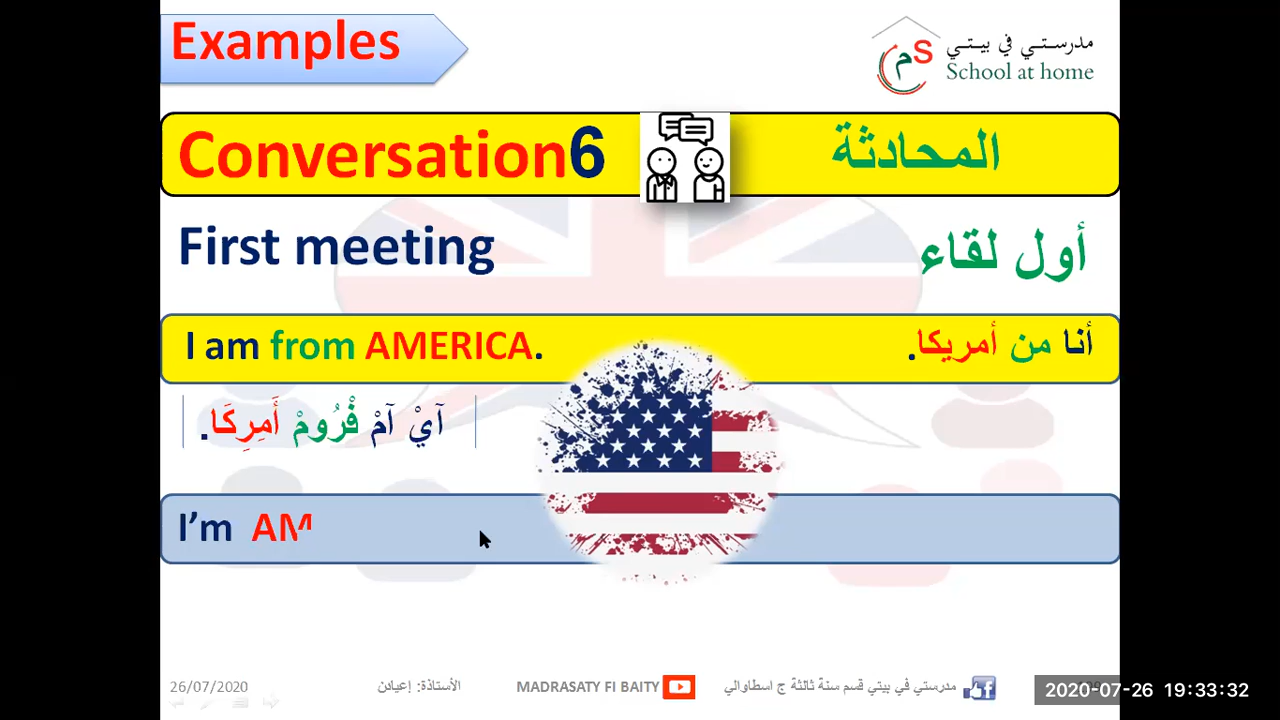 Examples
مدرستي في بيتي
School at home
Conversation6
المحادثة
First meeting
أول لقاء
I am from AMERICA.
أنا من أمريكا.
آيْ آمْ فْرُومْ أَمِرِكَا.
I’m AM
26/07/2020
الأستاذة: إعيادن
MADRASATY FI BAITY
مدرستي في بيتي قسم سنة ثالثة ج اسطاوالي
2020-07-26 19:33:32